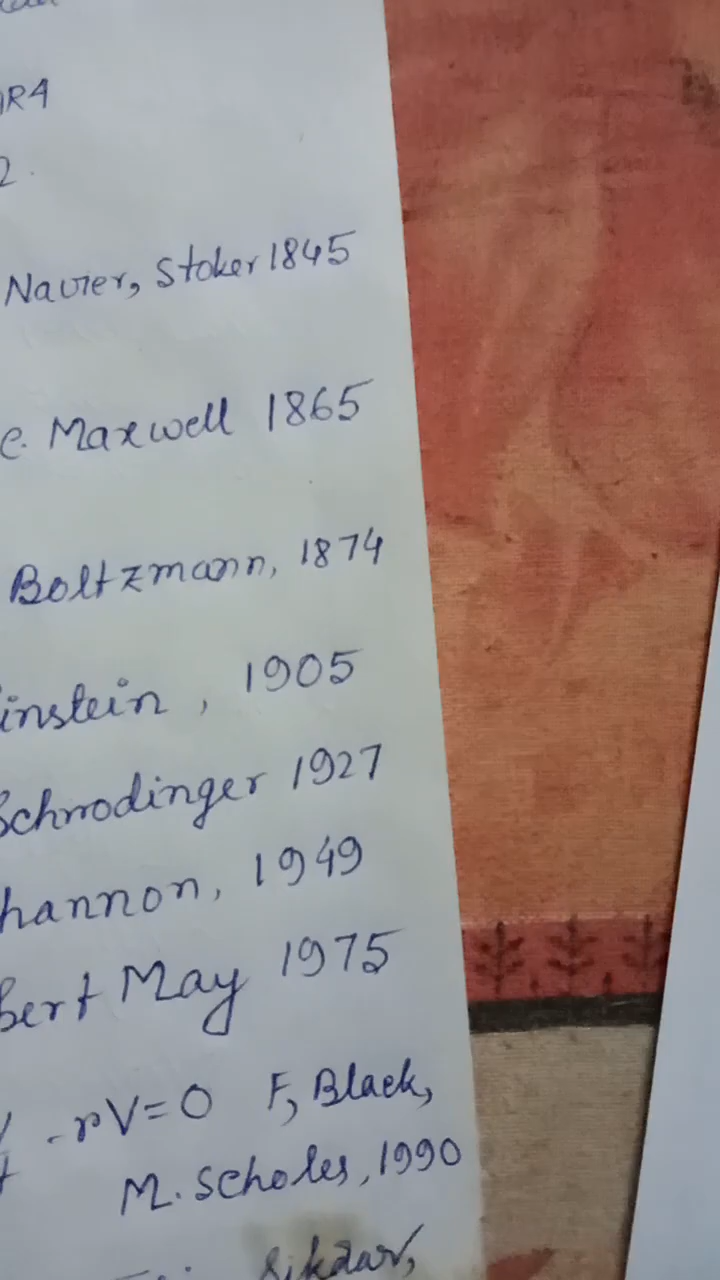 R4
2.
Navier, Stoker 1845
c. Maxwell 1865
Boltzmann, 1874
instein, 1905
Schrodinger 1927
hannon, 1949
bert May 1975
-rV=0 F, Black,
M. Scholes, 1990
Sikdar,